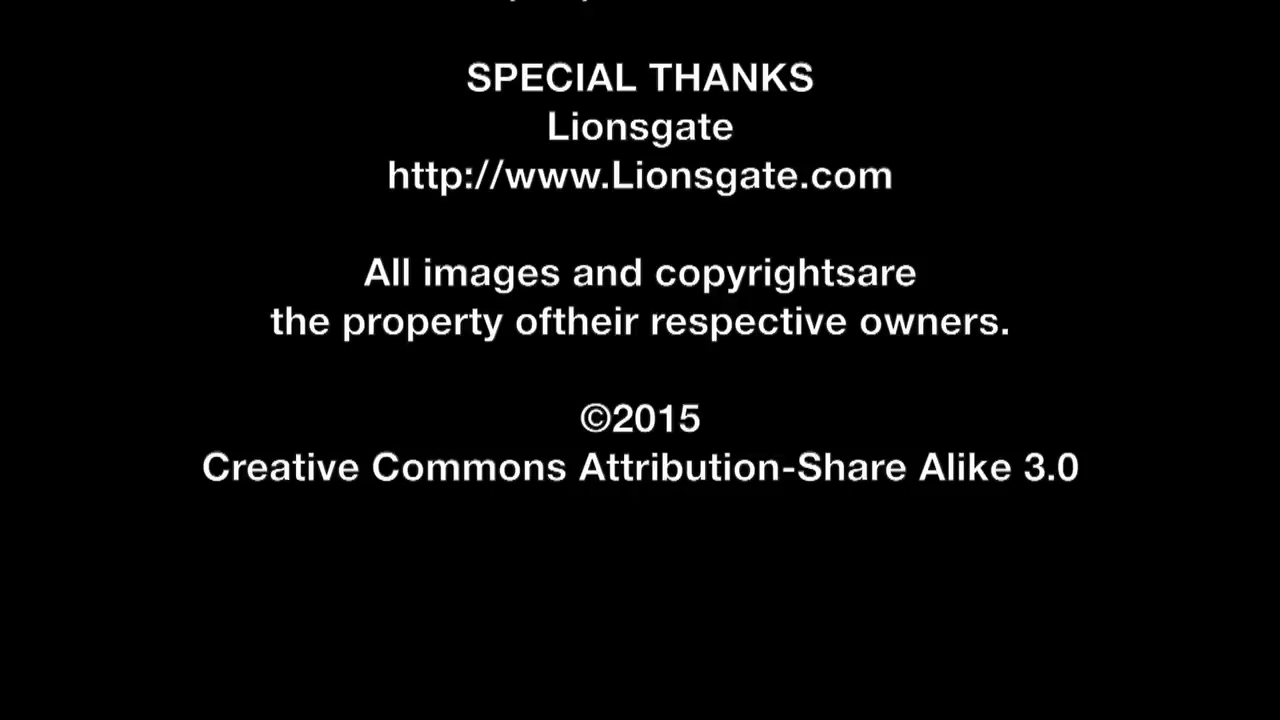 SPECIAL THANKS
Lionsgate
http://www.Lionsgate.com
All images and copyrightsare
the property oftheir respective owners.
©2015
Creative Commons Attribution-Share Alike 3.0